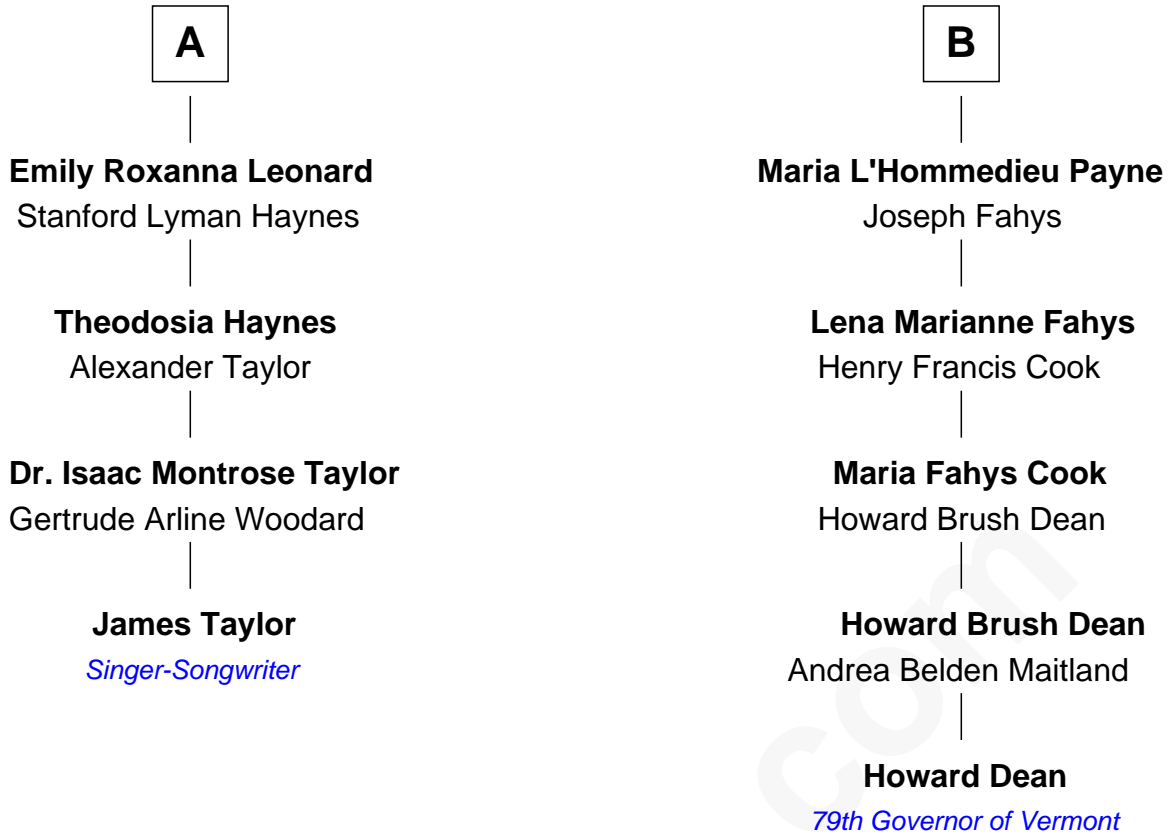 A
Emily Roxanna Leonard
Stanford Lyman Haynes
Theodosia Haynes
Alexander Taylor
Dr. Isaac Montrose Taylor
Gertrude Arline Woodard
James Taylor
Singer-Songwriter
B
Maria L'Hommedieu Payne
Joseph Fahys
Lena Marianne Fahys
Henry Francis Cook
Maria Fahys Cook
Howard Brush Dean
Howard Brush Dean
Andrea Belden Maitland
Howard Dean
79th Governor of Vermont
com